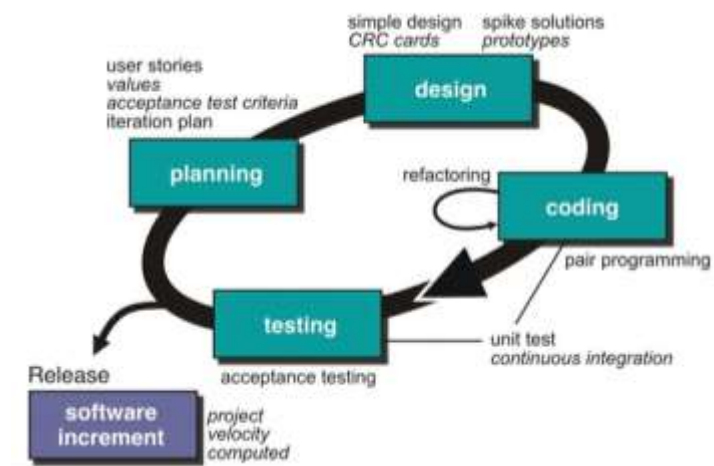 simple design
CRC cards
spike solutions
prototypes
user stories
values
acceptance test criteria
iteration plan
design
planning
refactoring
coding
pair programming
testing
unit test
continuous integration
acceptance testing
Release
software
increment
project
velocity
computed